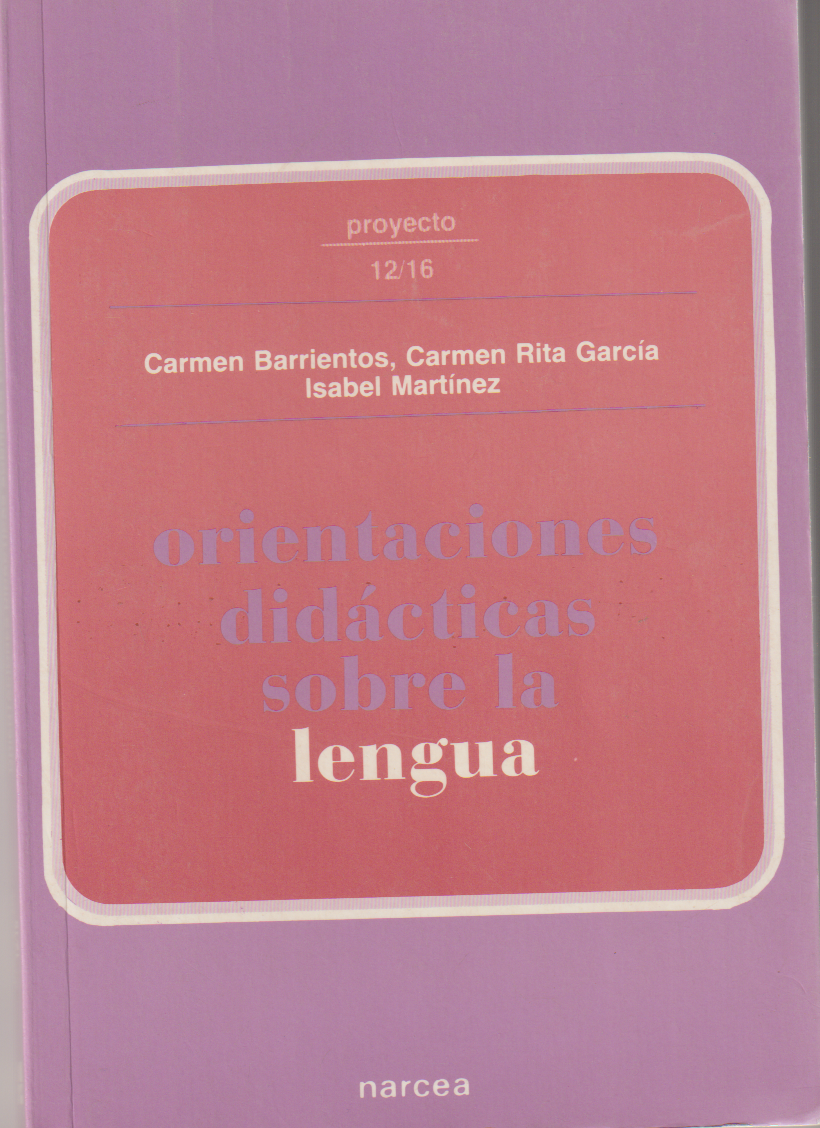 proyecto
12/16
Carmen Barrientos, Carmen Rita García
Isabel Martínez
orientaciones
didácticas
sobre la
lengua
narcea